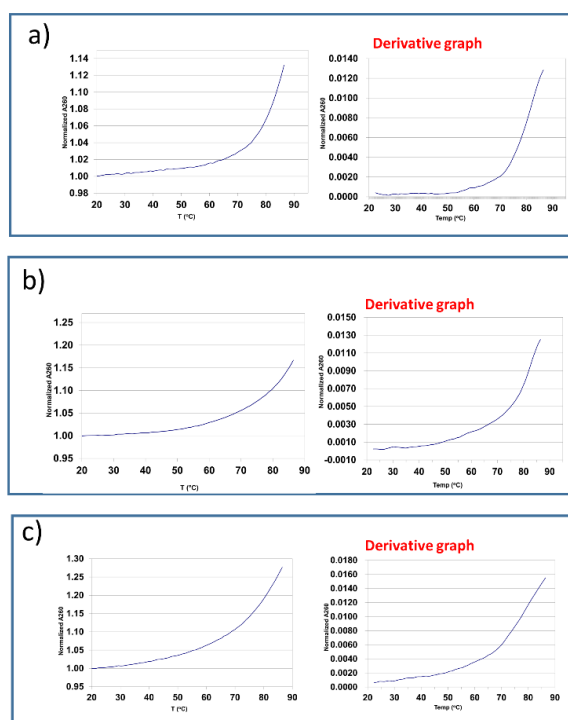 a)
Derivative graph
Normalized A260
1.14
1.12
1.10
1.08
1.06
1.04
1.02
1.00
0.98
20 30 40 50 60 70 80 90
T (ºC)
Normalized A260
0.0140
0.0120
0.0100
0.0080
0.0060
0.0040
0.0020
0.0000
20 30 40 50 60 70 80 90
Temp (ºC)
b)
Derivative graph
Normalized A260
1.25
1.20
1.15
1.10
1.05
1.00
0.95
20 30 40 50 60 70 80 90
T (ºC)
Normalized A260
0.0150
0.0130
0.0110
0.0090
0.0070
0.0050
0.0030
0.0010
-0.0010
20 30 40 50 60 70 80 90
Temp (ºC)
c)
Derivative graph
Normalized A260
1.30
1.25
1.20
1.15
1.10
1.05
1.00
0.95
20 30 40 50 60 70 80 90
T (ºC)
Normalized A260
0.0180
0.0160
0.0140
0.0120
0.0100
0.0080
0.0060
0.0040
0.0020
0.0000
20 30 40 50 60 70 80 90
Temp (ºC)